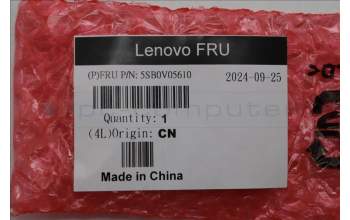 Lenovo FRU
(P)FRU P/N: 5SB0V05610
2024-09-25
Quantity: 1
(4L)Origin: CN
Made in China